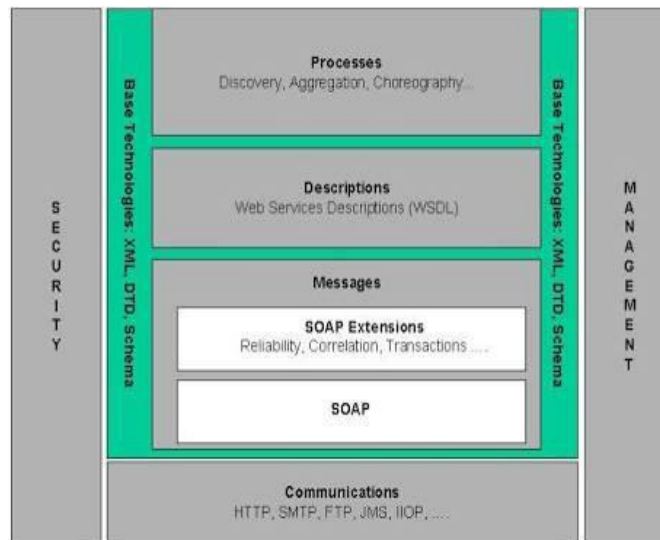 SECURITY
Base Technologies: XML, DTD, Schema
Processes
Discovery, Aggregation, Choreography...
Descriptions
Web Services Descriptions (WSDL)
Messages
SOAP Extensions
Reliability, Correlation, Transactions ....
SOAP
Base Technologies: XML, DTD, Schema
MANAGEMENT
Communications
HTTP, SMTP, FTP, JMS, IIOP, ....